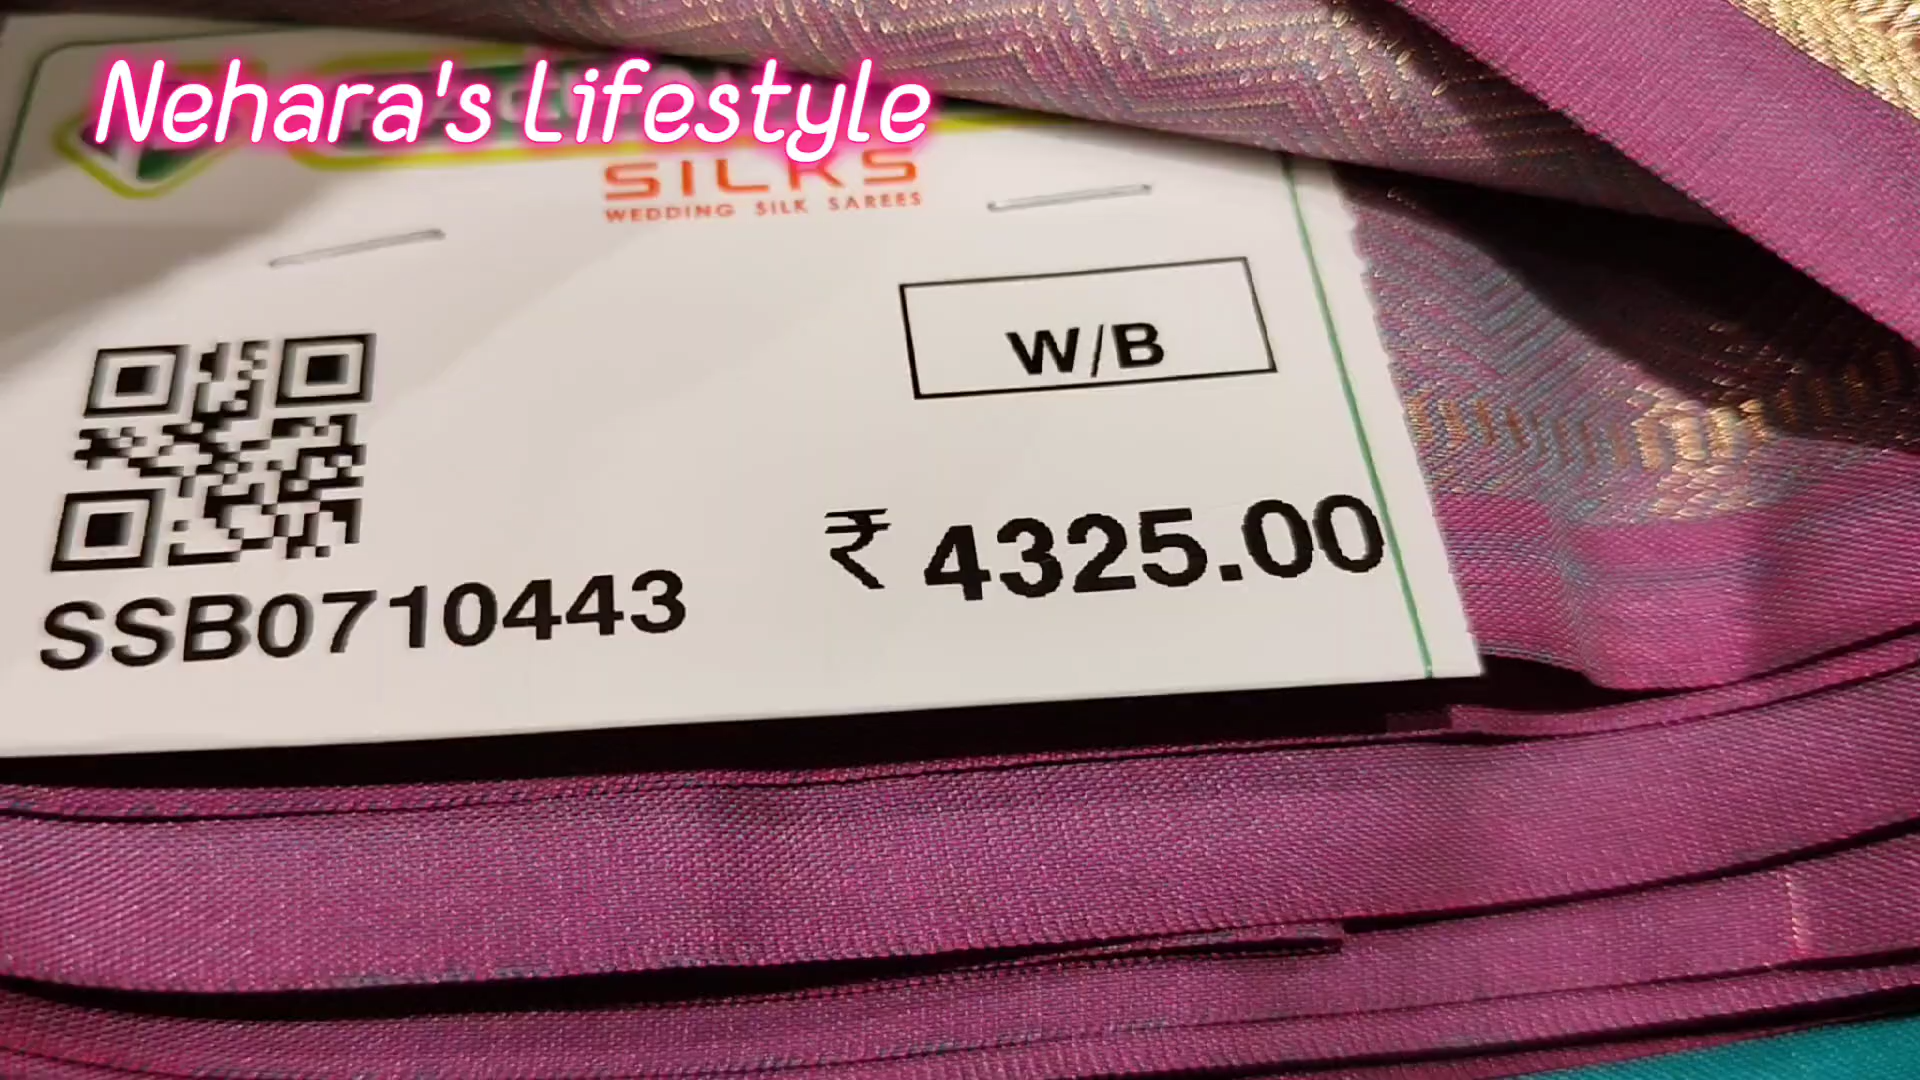 Nehara's Lifestyle
SILKS
WEDDING SILK SAREES
W/B
₹ 4325.00
SSB0710443